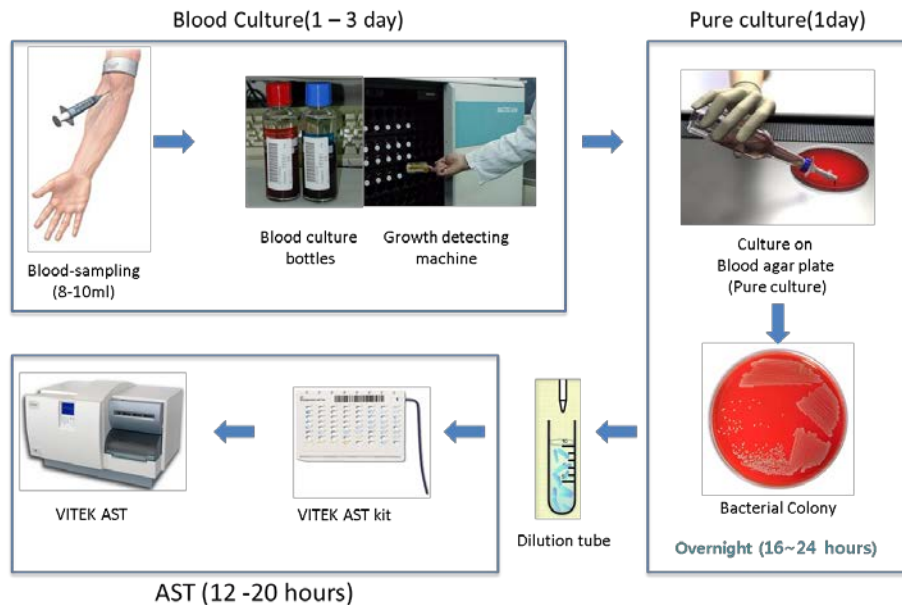 Blood Culture(1 – 3 day)
Pure culture(1day)
Blood-sampling
(8-10ml)
Blood culture
bottles
Growth detecting
machine
Culture on
Blood agar plate
(Pure culture)
Bacterial Colony
Overnight (16~24 hours)
Dilution tube
VITEK AST kit
VITEK AST
AST (12 -20 hours)